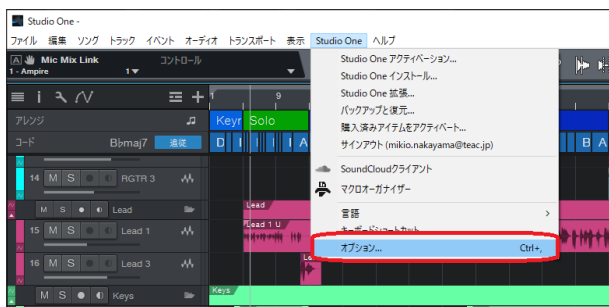 Studio One -
ファイル 編集 ソング トラック イベント オーディオ トランスポート 表示 Studio One ヘルプ
A Mic Mix Link コントロール
1 - Ampire 1
Studio One アクティベーション...
Studio One インストール...
Studio One 拡張...
バックアップと復元...
購入済みアイテムをアクティベート...
サインアウト (mikio.nakayama@teac.jp)
SoundCloudクライアント
マクロオーガナイザー
言語
キーボードショートカット
オプション... Ctrl+,
1 9
アレンジ Keyr Solo
コード B♭maj7 追従 D A B A
14 M S RGTR 3
M S Lead Lead
15 M S Lead 1 Lead 1 U
16 M S Lead 3 Le
M S Keys Keys